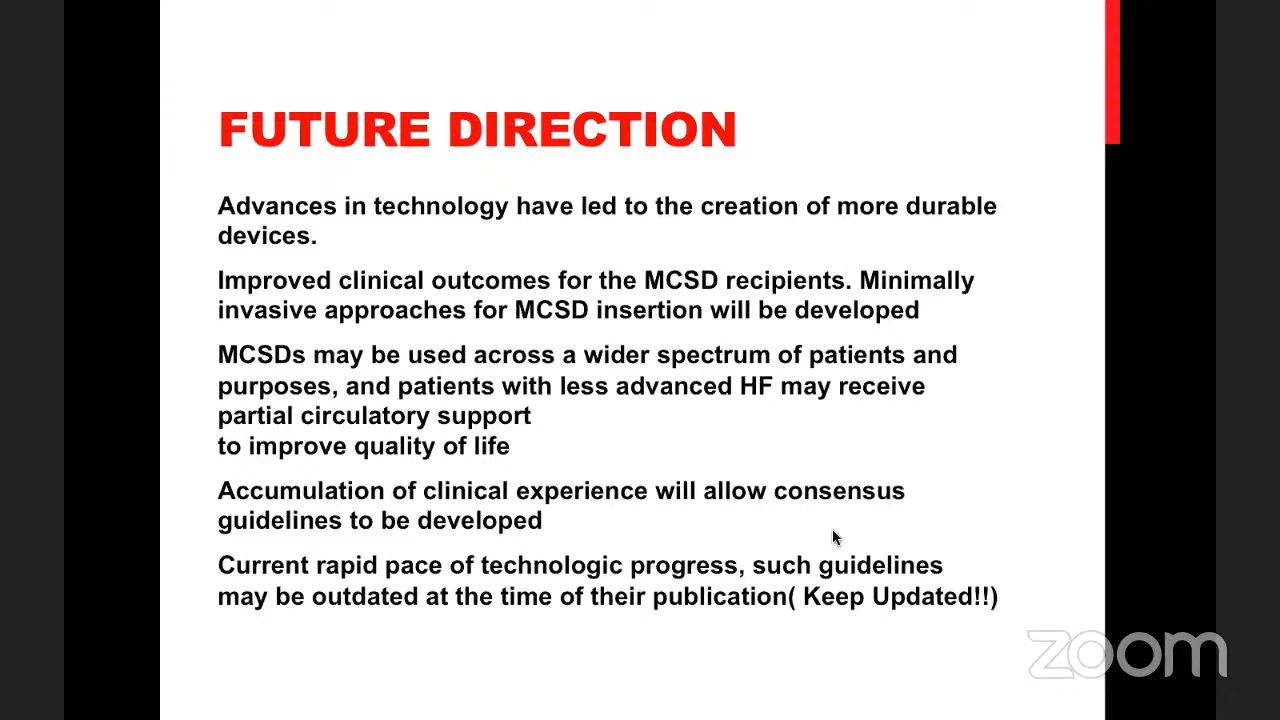 FUTURE DIRECTION
Advances in technology have led to the creation of more durable
devices.
Improved clinical outcomes for the MCSD recipients. Minimally
invasive approaches for MCSD insertion will be developed
MCSDs may be used across a wider spectrum of patients and
purposes, and patients with less advanced HF may receive
partial circulatory support
to improve quality of life
Accumulation of clinical experience will allow consensus
guidelines to be developed
Current rapid pace of technologic progress, such guidelines
may be outdated at the time of their publication( Keep Updated!!)
zoom